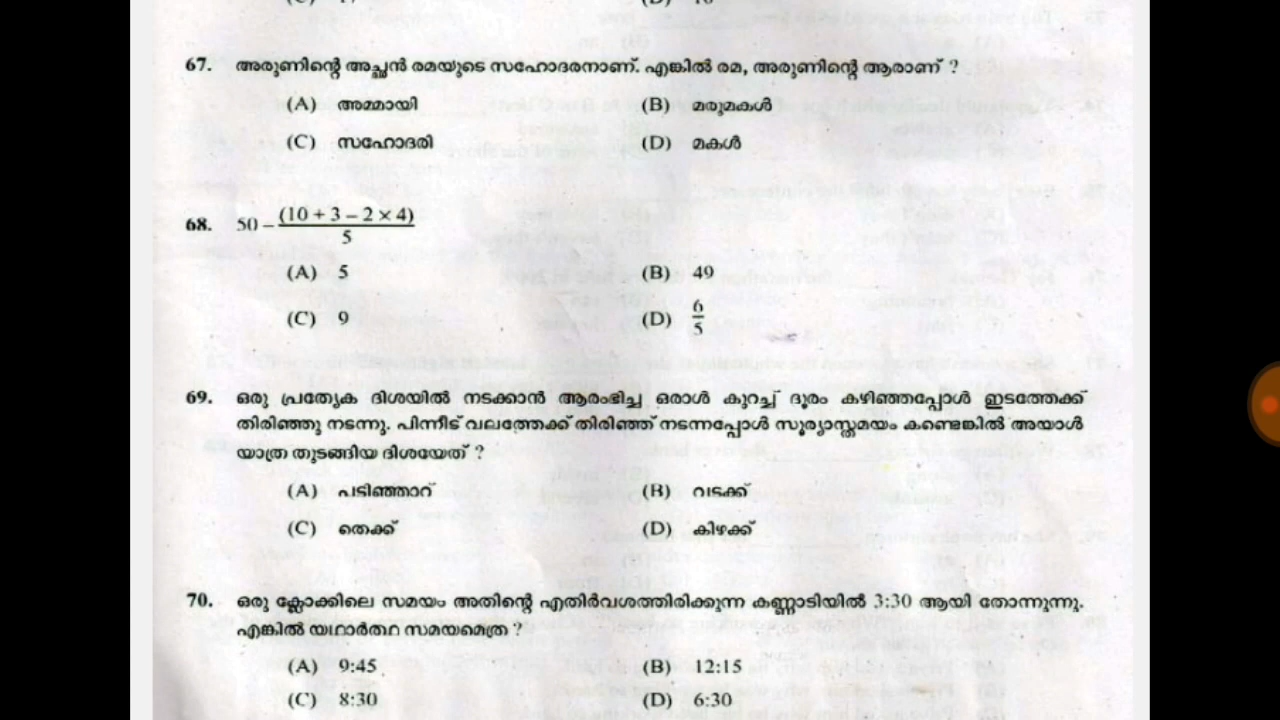 67. അരുണിന്റെ അച്ഛൻ രമയുടെ സഹോദരനാണ്. എങ്കിൽ രമ, അരുണിന്റെ ആരാണ് ?
(A) അമ്മായി (B) മരുമകൾ
(C) സഹോദരി (D) മകൾ
68. 50 – (10 + 3 – 2 × 4) / 5
(A) 5 (B) 49
(C) 9 (D) 6/5
69. ഒരു പ്രത്യേക ദിശയിൽ നടക്കാൻ ആരംഭിച്ച ഒരാൾ കുറച്ച് ദൂരം കഴിഞ്ഞപ്പോൾ ഇടത്തേക്ക്
തിരിഞ്ഞു നടന്നു. പിന്നീട് വലത്തേക്ക് തിരിഞ്ഞ് നടന്നപ്പോൾ സൂര്യാസ്തമയം കണ്ടെങ്കിൽ അയാൾ
യാത്ര തുടങ്ങിയ ദിശയേത് ?
(A) പടിഞ്ഞാറ് (B) വടക്ക്
(C) തെക്ക് (D) കിഴക്ക്
70. ഒരു ക്ലോക്കിലെ സമയം അതിന്റെ എതിർവശത്തിരിക്കുന്ന കണ്ണാടിയിൽ 3:30 ആയി തോന്നുന്നു.
എങ്കിൽ യഥാർത്ഥ സമയമെത്ര ?
(A) 9:45 (B) 12:15
(C) 8:30 (D) 6:30